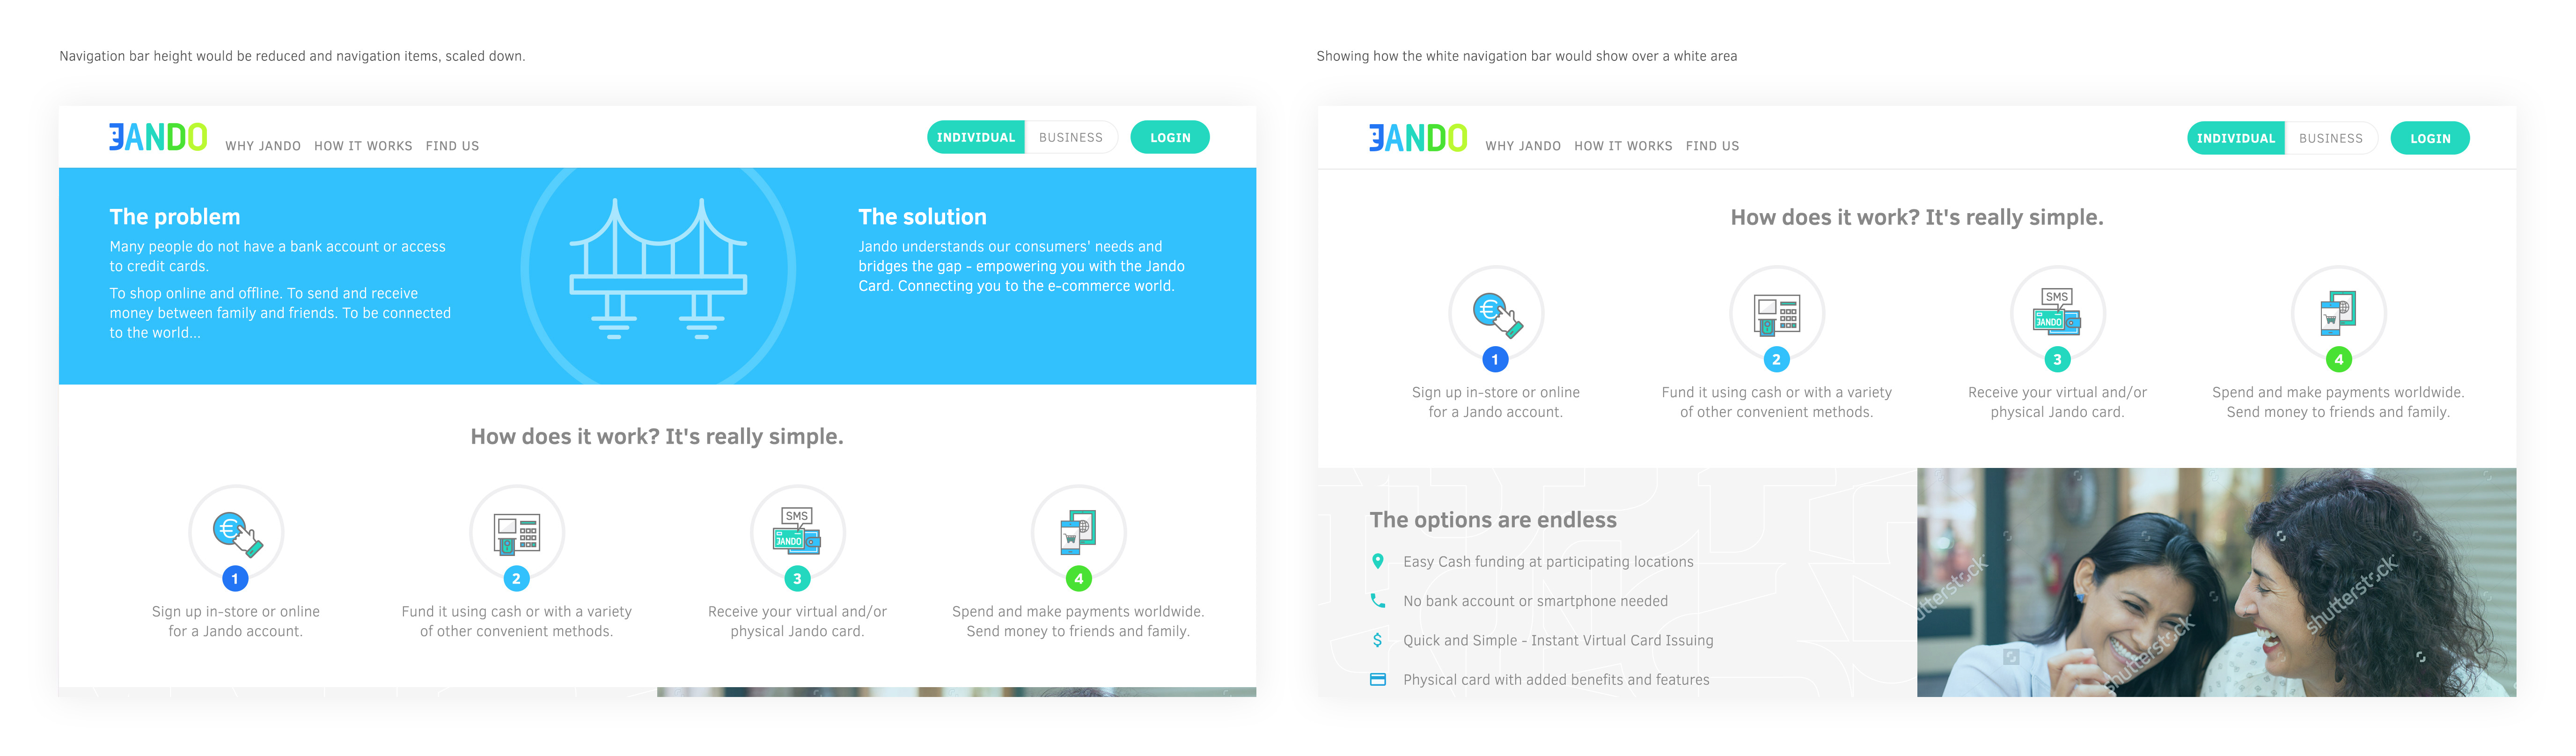 Navigation bar height would be reduced and navigation items, scaled down.
JANDO
WHY JANDO HOW IT WORKS FIND US
INDIVIDUAL BUSINESS LOGIN
The problem
Many people do not have a bank account or access
to credit cards.
To shop online and offline. To send and receive
money between family and friends. To be connected
to the world...
The solution
Jando understands our consumers' needs and
bridges the gap - empowering you with the Jando
Card. Connecting you to the e-commerce world.
How does it work? It's really simple.
1
Sign up in-store or online
for a Jando account.
2
Fund it using cash or with a variety
of other convenient methods.
SMS
JANDO
3
Receive your virtual and/or
physical Jando card.
4
Spend and make payments worldwide.
Send money to friends and family.
Showing how the white navigation bar would show over a white area
JANDO
WHY JANDO HOW IT WORKS FIND US
INDIVIDUAL BUSINESS LOGIN
How does it work? It's really simple.
1
Sign up in-store or online
for a Jando account.
2
Fund it using cash or with a variety
of other convenient methods.
SMS
JANDO
3
Receive your virtual and/or
physical Jando card.
4
Spend and make payments worldwide.
Send money to friends and family.
The options are endless
Easy Cash funding at participating locations
No bank account or smartphone needed
Quick and Simple - Instant Virtual Card Issuing
Physical card with added benefits and features
shutterstock
shutterstock
shutterstock